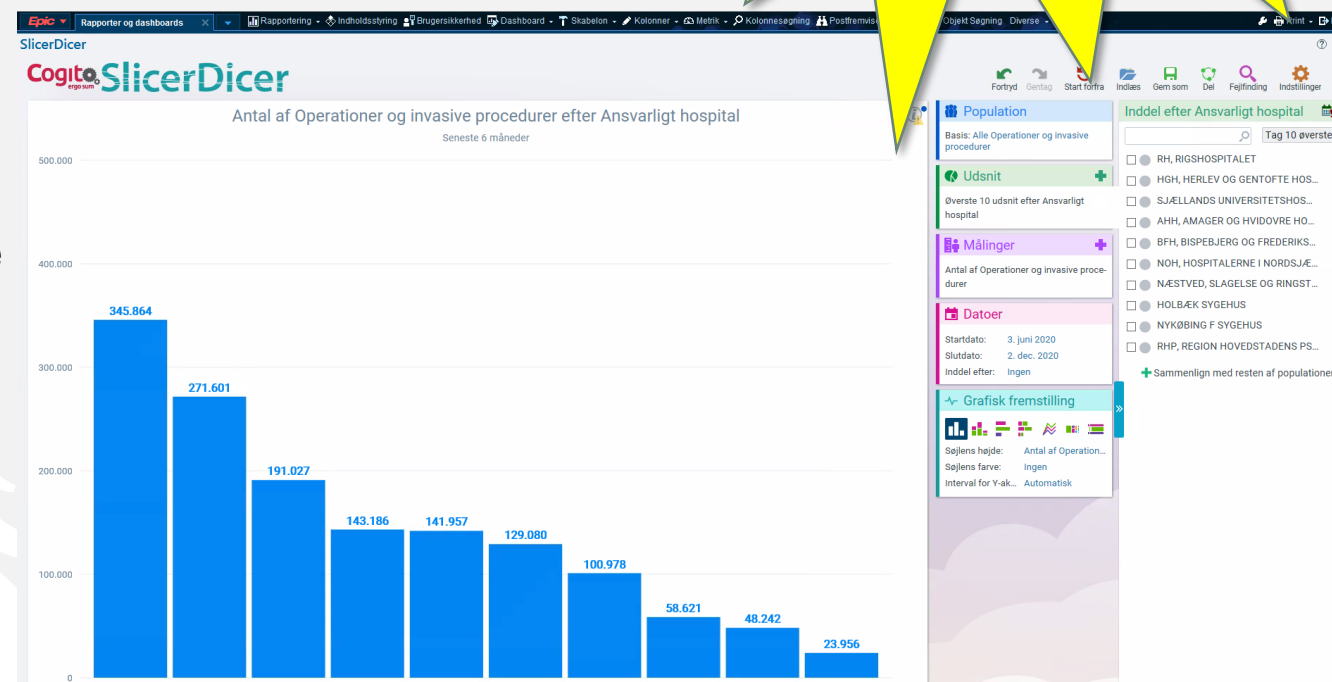 Epic
Rapporter og dashboards
Rapportering
Indholdsstyring
Brugersikkerhed
Dashboard
Skabelon
Kolonner
Metrik
Kolonnesøgning
Objekt Søgning
Diverse
SlicerDicer
Cogito
ergo sum
SlicerDicer
Fortryd
Gentag
Start forfra
Indlæs
Gem som
Del
Fejlfinding
Indstillinger
Antal af Operationer og invasive procedurer efter Ansvarligt hospital
Seneste 6 måneder
500.000
400.000
300.000
200.000
100.000
0
345.864
271.601
191.027
143.186
141.957
129.080
100.978
58.621
48.242
23.956
Population
Basis: Alle Operationer og invasive
procedurer
Udsnit
Øverste 10 udsnit efter Ansvarligt
hospital
Målinger
Antal af Operationer og invasive proce-
durer
Datoer
Startdato: 3. juni 2020
Slutdato: 2. dec. 2020
Inddel efter: Ingen
Grafisk fremstilling
Søjlens højde: Antal af Operation...
Søjlens farve: Ingen
Interval for Y-ak... Automatisk
Inddel efter Ansvarligt hospital
Tag 10 øverste
RH, RIGSHOSPITALET
HGH, HERLEV OG GENTOFTE HOS...
SJÆLLANDS UNIVERSITETSHOS...
AHH, AMAGER OG HVIDOVRE HO...
BFH, BISPEBJERG OG FREDERIKS...
NOH, HOSPITALERNE I NORDSJÆ...
NÆSTVED, SLAGELSE OG RINGST...
HOLBÆK SYGEHUS
NYKØBING F SYGEHUS
RHP, REGION HOVEDSTADENS PS...
Sammenlign med resten af populationen